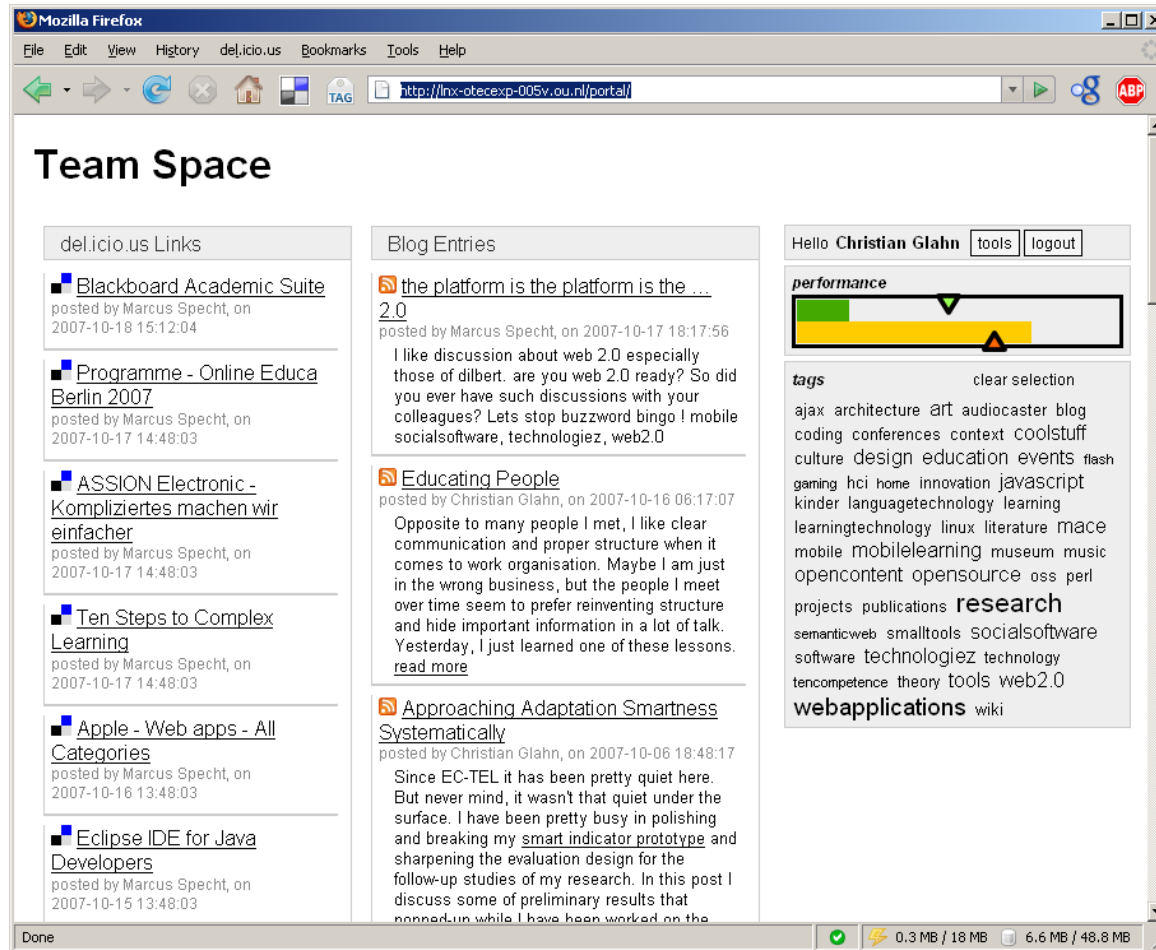 Mozilla Firefox
File Edit View History del.icio.us Bookmarks Tools Help
TAG
http://lnx-otecexp-005v.ou.nl/portal/
g
ABP
Team Space
del.icio.us Links
Blackboard Academic Suite
posted by Marcus Specht, on
2007-10-18 15:12:04
Programme - Online Educa
Berlin 2007
posted by Marcus Specht, on
2007-10-17 14:48:03
ASSION Electronic -
Kompliziertes machen wir
einfacher
posted by Marcus Specht, on
2007-10-17 14:48:03
Ten Steps to Complex
Learning
posted by Marcus Specht, on
2007-10-17 14:48:03
Apple - Web apps - All
Categories
posted by Marcus Specht, on
2007-10-16 13:48:03
Eclipse IDE for Java
Developers
posted by Marcus Specht, on
2007-10-15 13:48:03
Blog Entries
the platform is the platform is the ...
2.0
posted by Marcus Specht, on 2007-10-17 18:17:56
I like discussion about web 2.0 especially
those of dilbert. are you web 2.0 ready? So did
you ever have such discussions with your
colleagues? Lets stop buzzword bingo ! mobile
socialsoftware, technologiez, web2.0
Educating People
posted by Christian Glahn, on 2007-10-16 06:17:07
Opposite to many people I met, I like clear
communication and proper structure when it
comes to work organisation. Maybe I am just
in the wrong business, but the people I meet
over time seem to prefer reinventing structure
and hide important information in a lot of talk.
Yesterday, I just learned one of these lessons.
read more
Approaching Adaptation Smartness
Systematically
posted by Christian Glahn, on 2007-10-06 18:48:17
Since EC-TEL it has been pretty quiet here.
But never mind, it wasn't that quiet under the
surface. I have been pretty busy in polishing
and breaking my smart indicator prototype and
sharpening the evaluation design for the
follow-up studies of my research. In this post I
discuss some of preliminary results that
popped-up while I have been worked on the
Hello Christian Glahn tools logout
performance
tags clear selection
ajax architecture art audiocaster blog
coding conferences context coolstuff
culture design education events flash
gaming hci home innovation javascript
kinder languagetechnology learning
learningtechnology linux literature mace
mobile mobilelearning museum music
opencontent opensource oss perl
projects publications research
semanticweb smalltools socialsoftware
software technologiez technology
tencompetence theory tools web2.0
webapplications wiki
Done 0.3 MB / 18 MB 6.6 MB / 48.8 MB